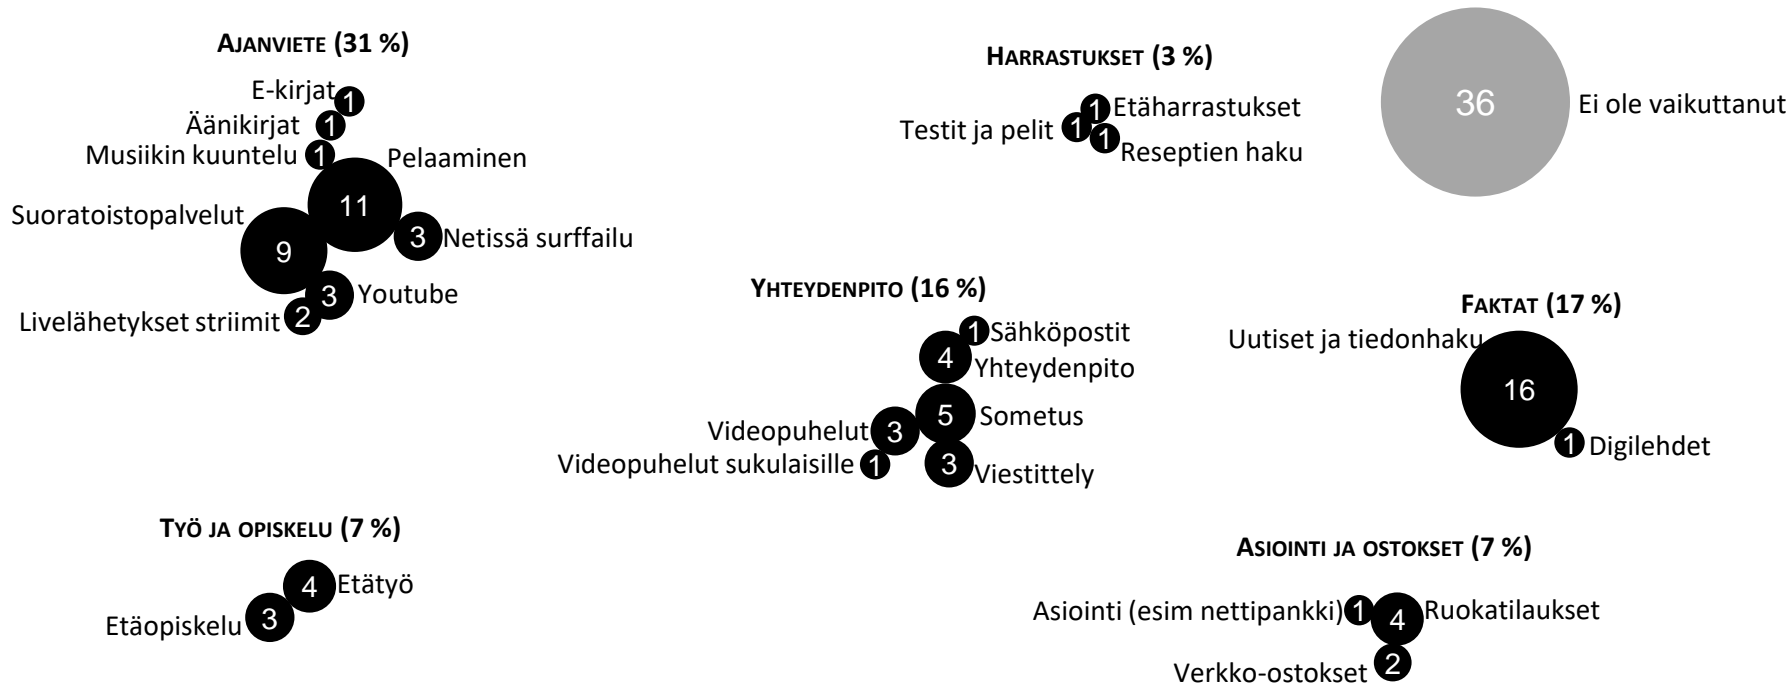 AJANVIETE (31 %)
E-kirjat
1
Äänikirjat
1
Musiikin kuuntelu
1
Pelaaminen
11
Suoratoistopalvelut
9
3
Netissä surffailu
3
Youtube
Livelähetykset striimit
2
HARRASTUKSET (3 %)
1
Etäharrastukset
Testit ja pelit
1
1
Reseptien haku
36
Ei ole vaikuttanut
YHTEYDENPITO (16 %)
1
Sähköpostit
4
Yhteydenpito
5
Sometus
Videopuhelut
3
Videopuhelut sukulaisille
1
3
Viestittely
FAKTAT (17 %)
Uutiset ja tiedonhaku
16
1
Digilehdet
TYÖ JA OPISKELU (7 %)
4
Etätyö
Etäopiskelu
3
ASIOINTI JA OSTOKSET (7 %)
Asiointi (esim nettipankki)
1
4
Ruokatilaukset
Verkko-ostokset
2